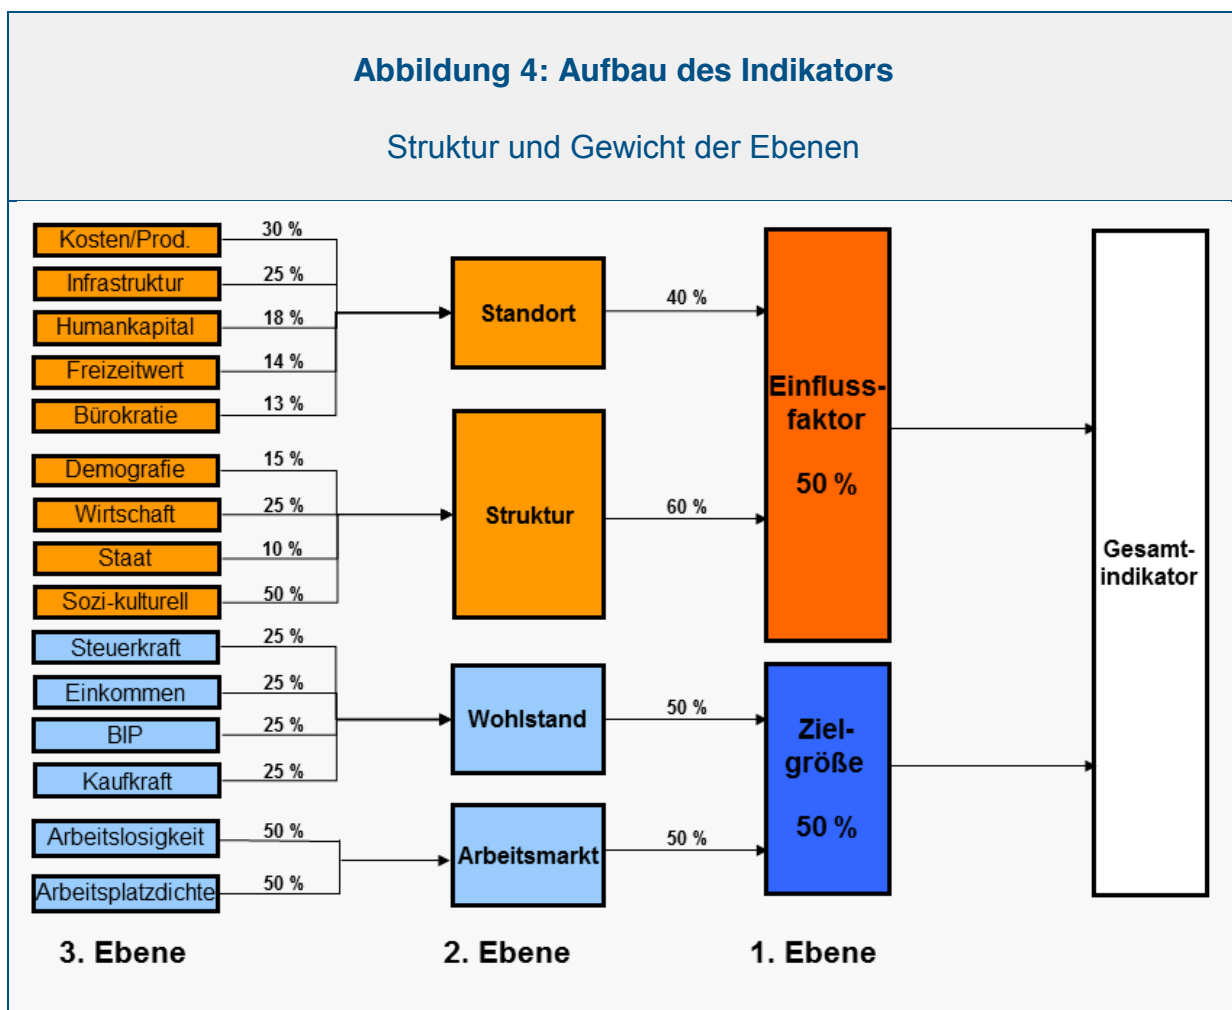 Abbildung 4: Aufbau des Indikators
Struktur und Gewicht der Ebenen
Kosten/Prod.
30 %
Infrastruktur
25 %
Humankapital
18 %
Freizeitwert
14 %
Bürokratie
13 %
Demografie
15 %
Wirtschaft
25 %
Staat
10 %
Sozi-kulturell
50 %
Steuerkraft
25 %
Einkommen
25 %
BIP
25 %
Kaufkraft
25 %
Arbeitslosigkeit
50 %
Arbeitsplatzdichte
50 %
3. Ebene
Standort
40 %
Struktur
60 %
Wohlstand
50 %
Arbeitsmarkt
50 %
2. Ebene
Einfluss-
faktor
50 %
Ziel-
größe
50 %
1. Ebene
Gesamt-
indikator